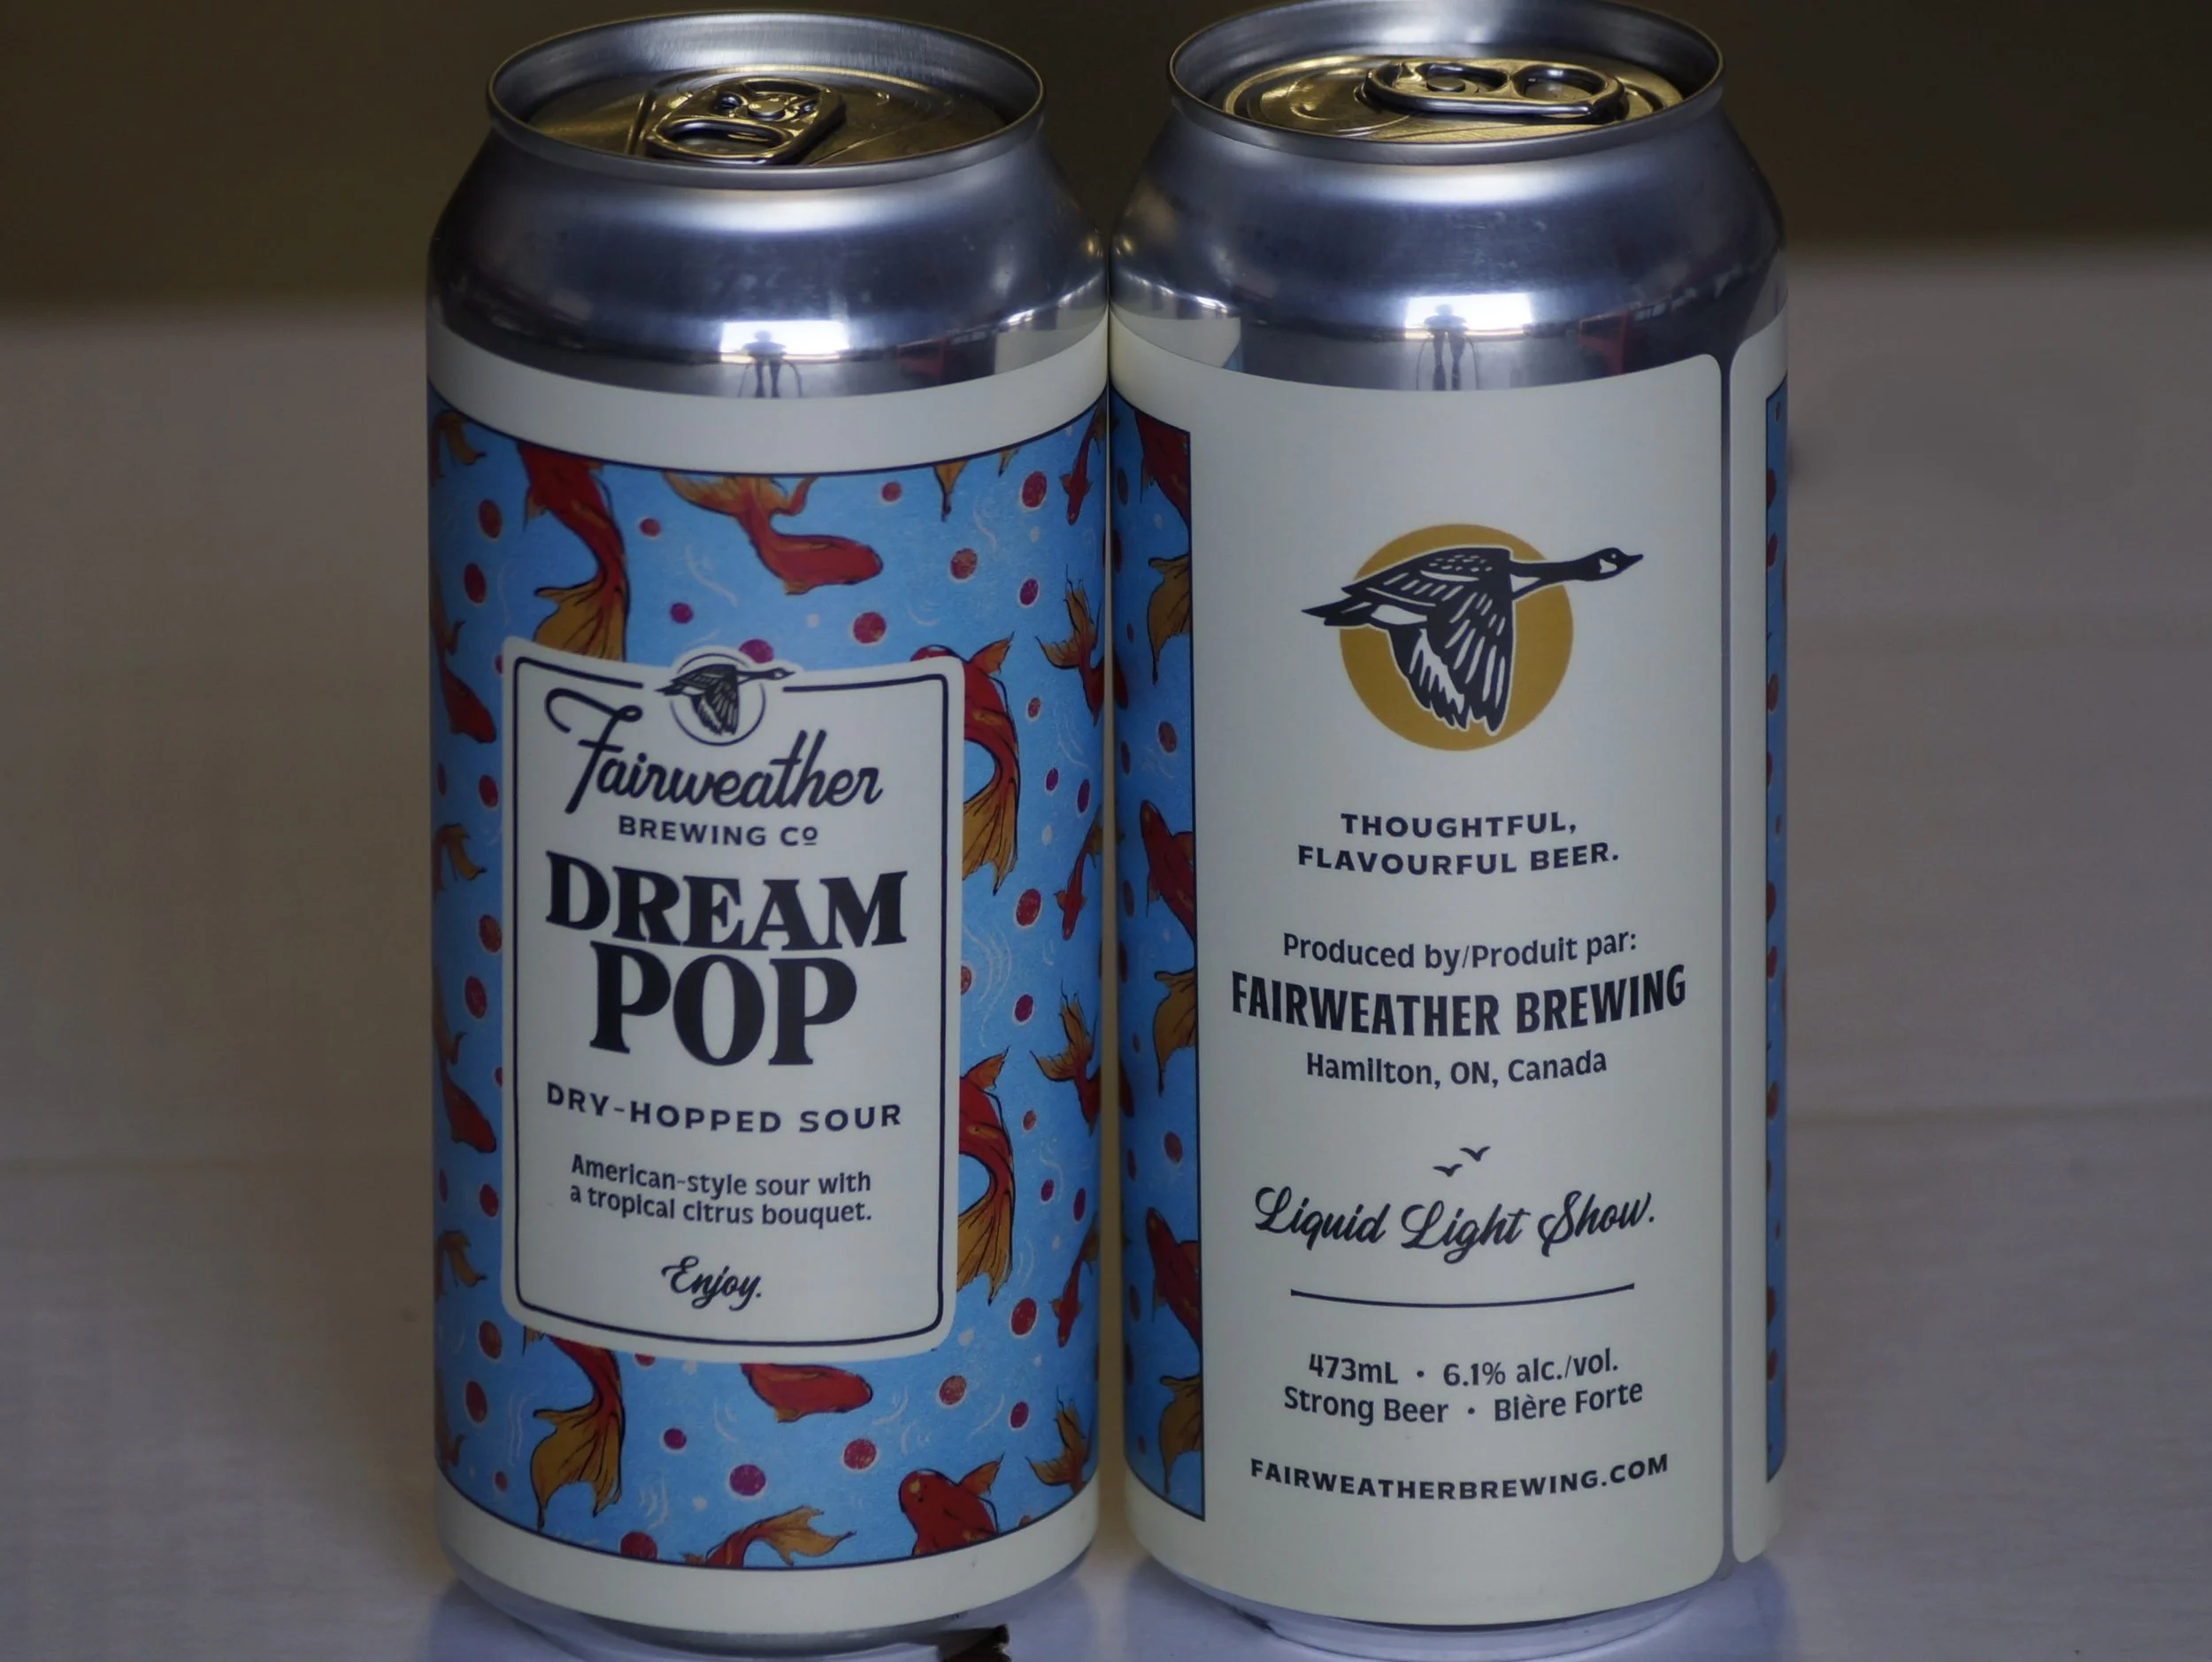 Fairweather
BREWING Cº
DREAM
POP
DRY-HOPPED SOUR
American-style sour with
a tropical citrus bouquet.
Enjoy.
THOUGHTFUL,
FLAVOURFUL BEER.
Produced by/Produit par:
FAIRWEATHER BREWING
Hamilton, ON, Canada
Liquid Light Show.
473mL • 6.1% alc./vol.
Strong Beer • Bière Forte
FAIRWEATHERBREWING.COM